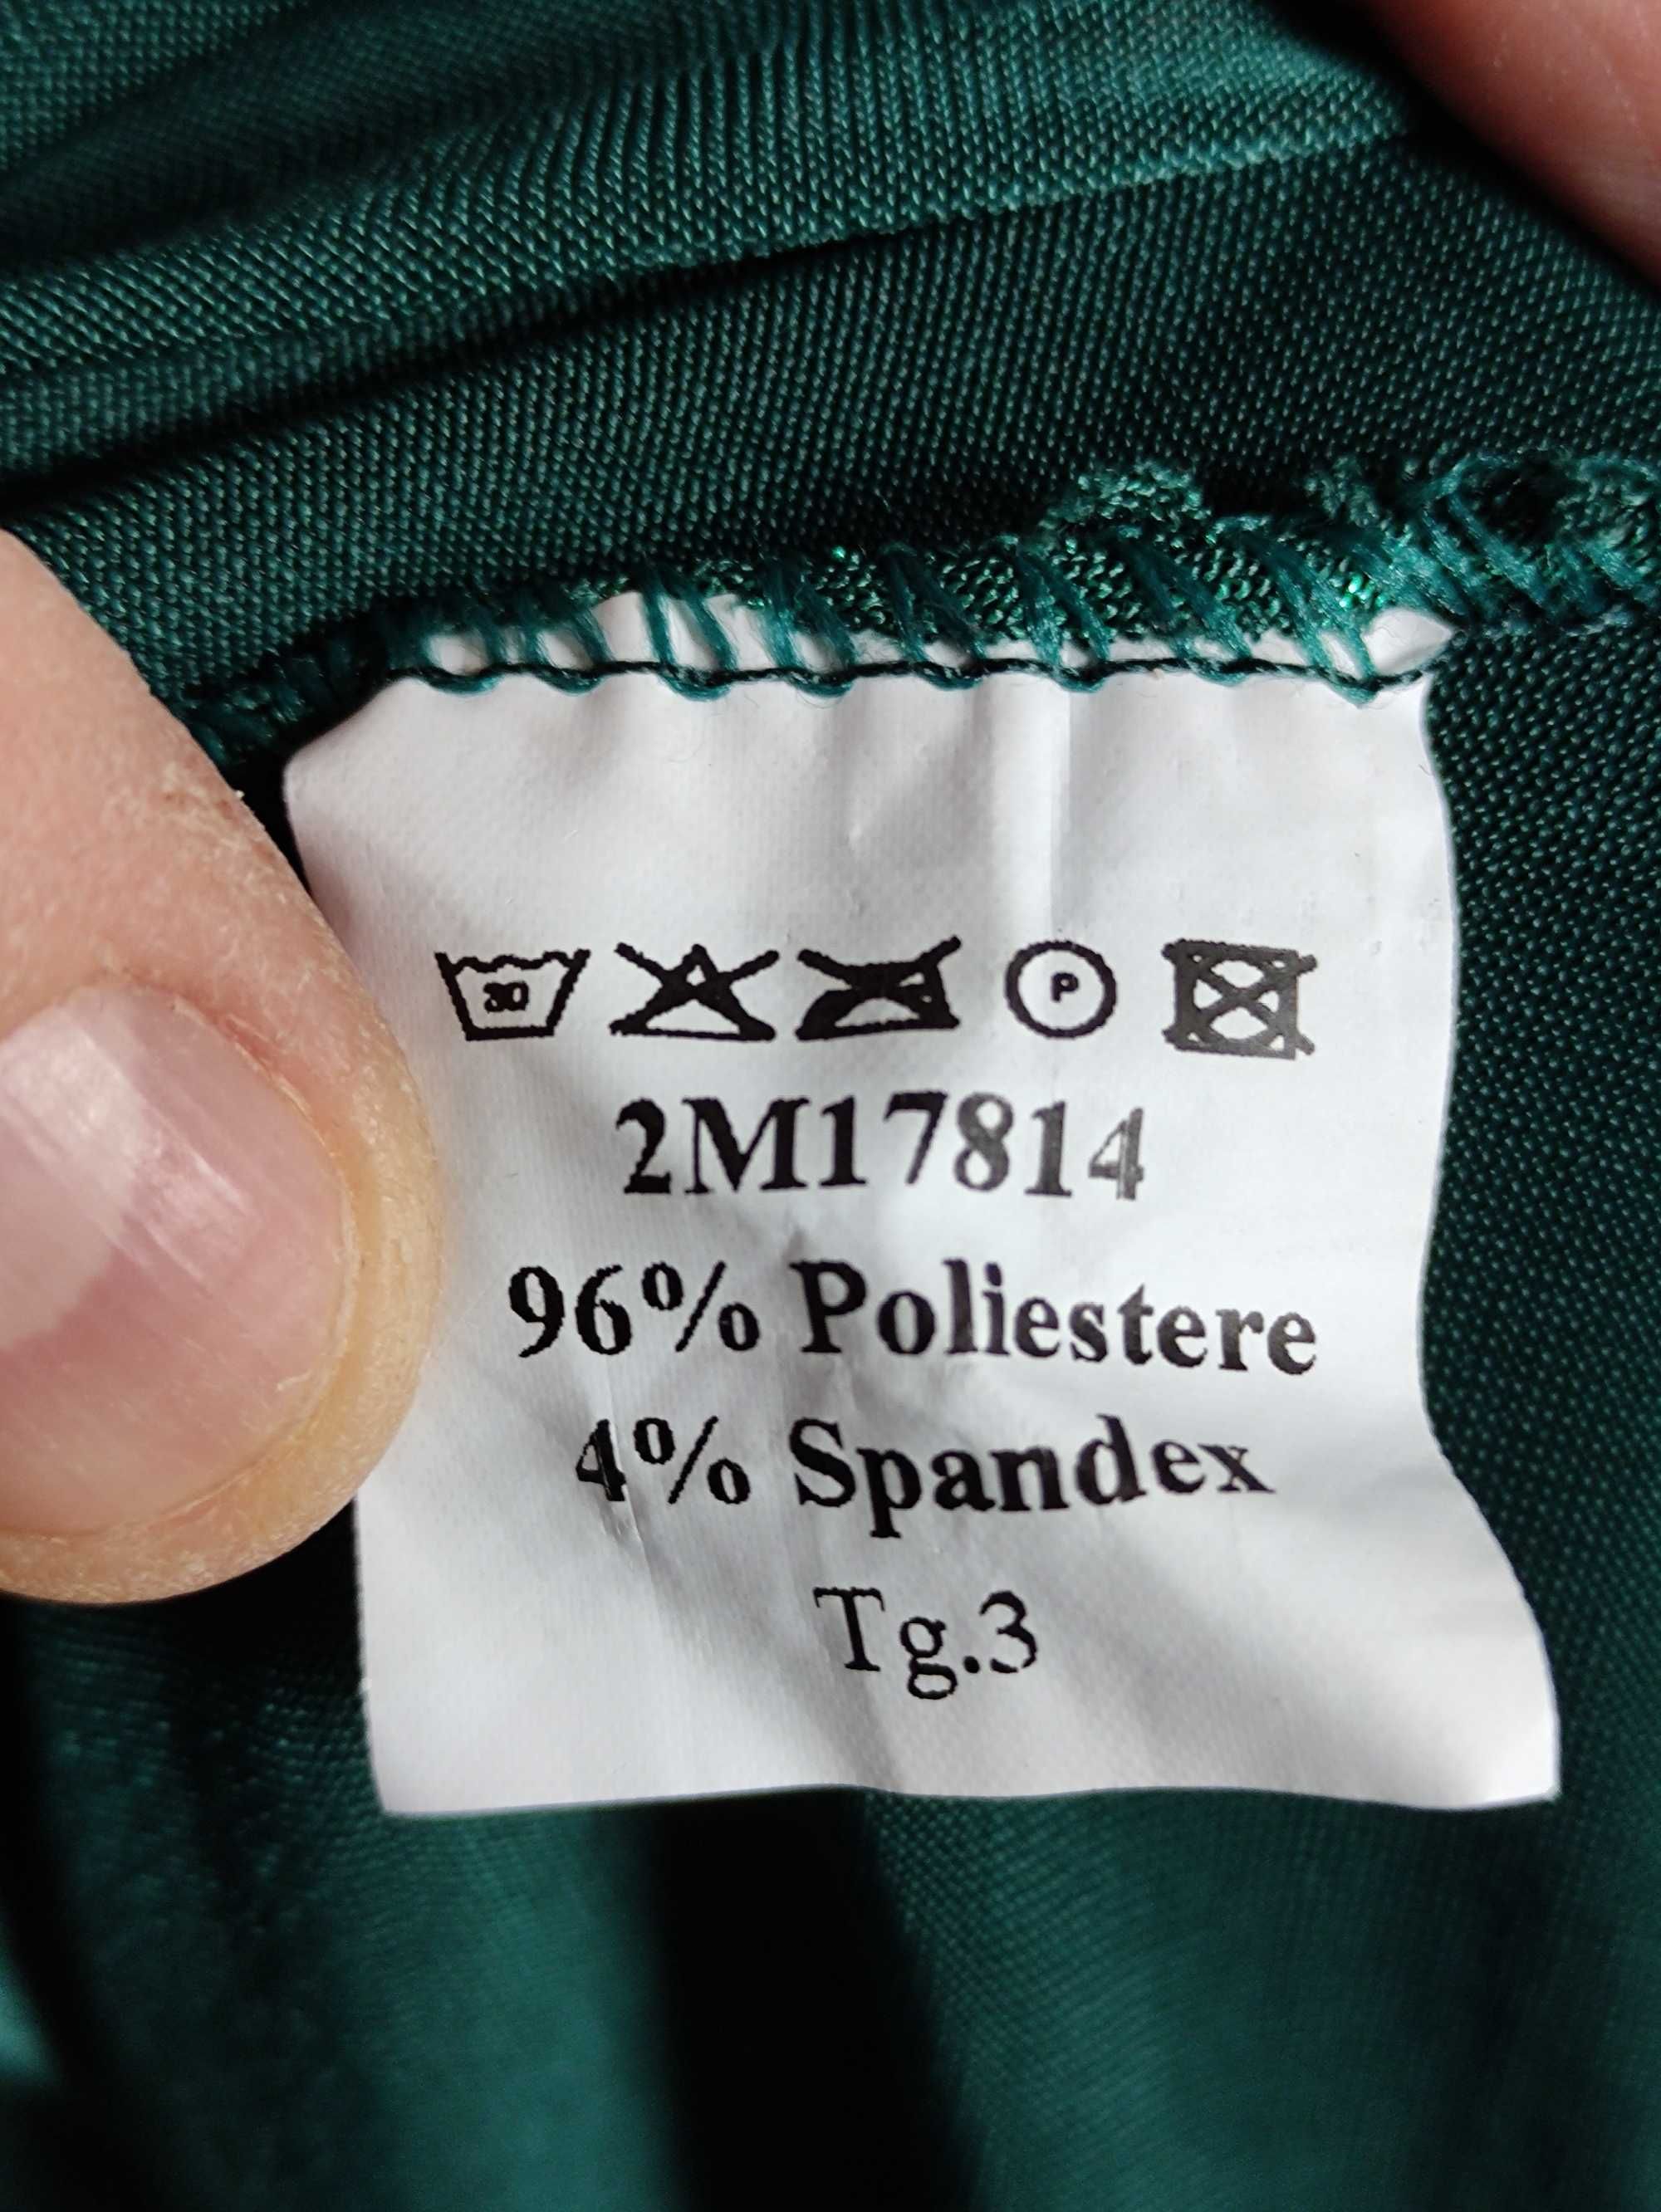 30
P
2M17814
96% Poliestere
4% Spandex
Tg.3